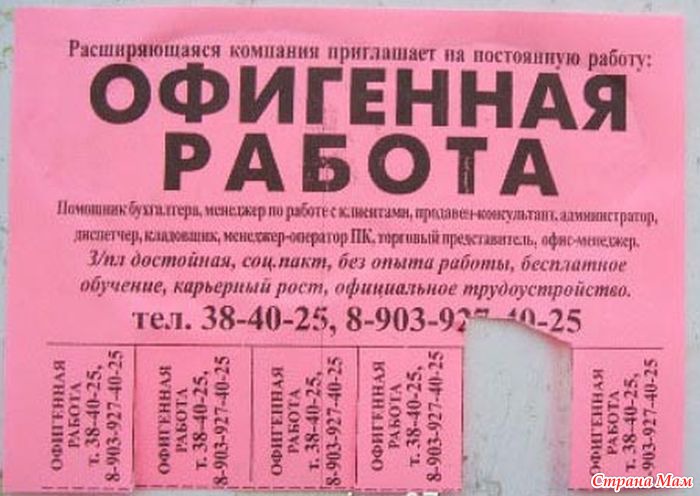 Расширяющаяся компания приглашает на постоянную работу:
ОФИГЕННАЯ
РАБОТА
Помощник бухгалтера, менеджер по работе с клиентами, продавец-консультант, администратор,
диспетчер, кладовщик, менеджер-оператор ПК, торговый представитель, офис-менеджер.
З/пл достойная, соц.пакт, без опыта работы, бесплатное
обучение, карьерный рост, официальное трудоустройство.
тел. 38-40-25, 8-903-927-40-25
ОФИГЕННАЯ
РАБОТА
т. 38-40-25,
8-903-927-40-25
ОФИГЕННАЯ
РАБОТА
т. 38-40-25,
8-903-927-40-25
ОФИГЕННАЯ
РАБОТА
т. 38-40-25,
8-903-927-40-25
ОФИГЕННАЯ
РАБОТА
т. 38-40-25,
8-903-927-40-25
ОФИГЕННАЯ
РАБОТА
т. 38-40-25,
8-903-927-40-25
Страна Мам